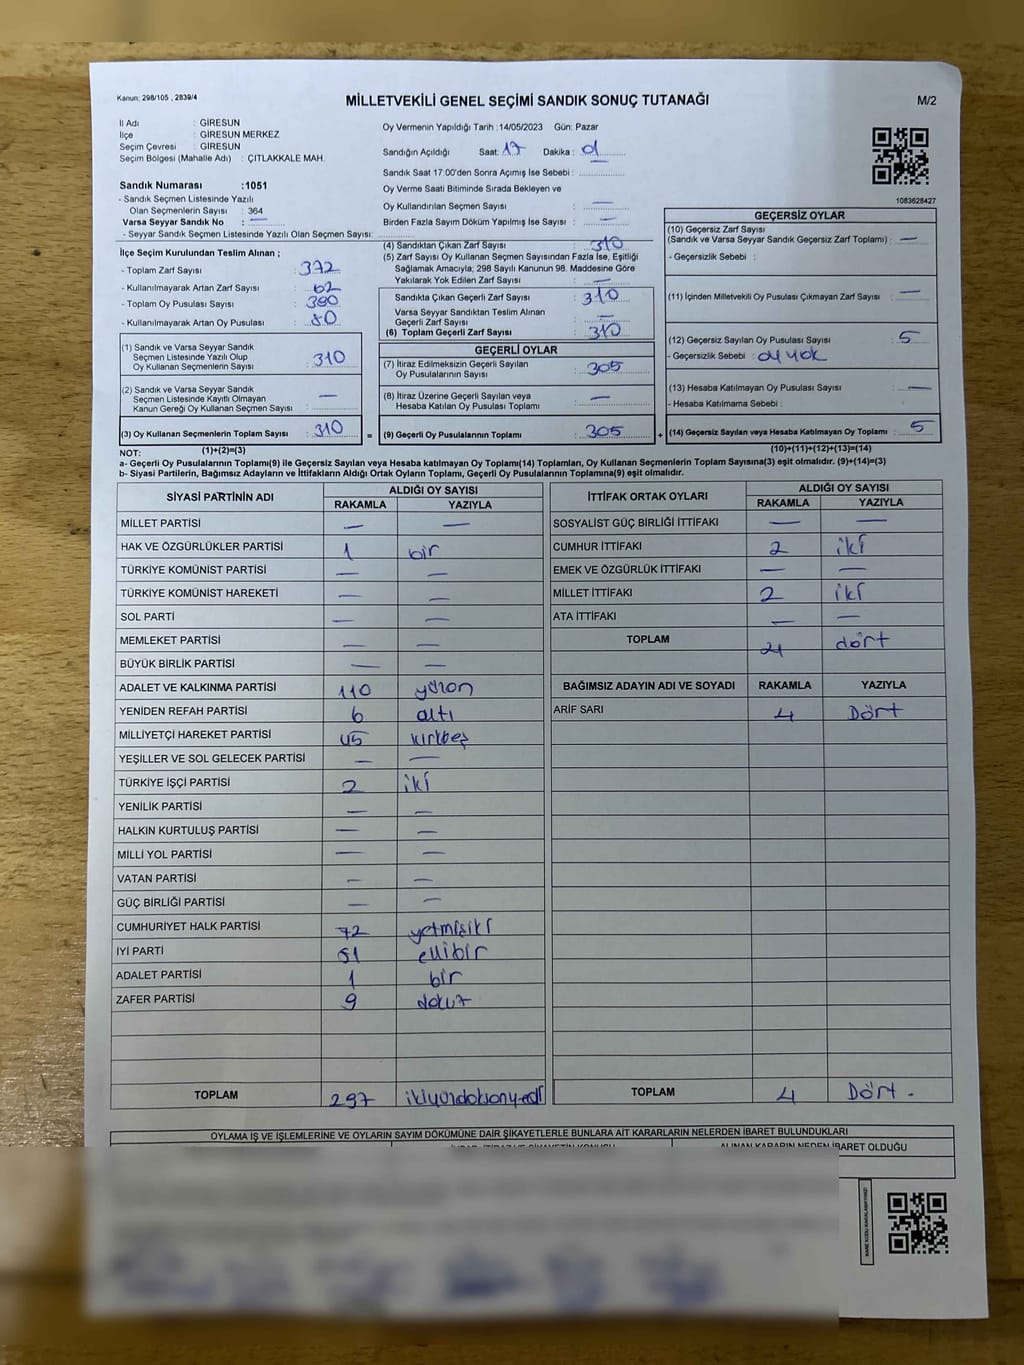 Kanun; 298/105 , 2839/4
MİLLETVEKİLİ GENEL SEÇİMİ SANDIK SONUÇ TUTANAĞI
M/2
İl Adı : GİRESUN
İlçe : GİRESUN MERKEZ
Seçim Çevresi : GİRESUN
Seçim Bölgesi (Mahalle Adı) : ÇITLAKKALE MAH.
Sandık Numarası :1051
- Sandık Seçmen Listesinde Yazılı
Olan Seçmenlerin Sayısı : 364
Varsa Seyyar Sandık No : —
- Seyyar Sandık Seçmen Listesinde Yazılı Olan Seçmen Sayısı:
Oy Vermenin Yapıldığı Tarih :14/05/2023 Gün: Pazar
Sandığın Açıldığı Saat: 17 Dakika : 01
Sandık Saat 17:00'den Sonra Açımış İse Sebebi :
Oy Verme Saati Bitiminde Sırada Bekleyen ve
Oy Kullandırılan Seçmen Sayısı : —
Birden Fazla Sayım Döküm Yapılmış İse Sayısı : —
1083628427
İlçe Seçim Kurulundan Teslim Alınan ;
- Toplam Zarf Sayısı : 372
- Kullanılmayarak Artan Zarf Sayısı : 62
- Toplam Oy Pusulası Sayısı : 390
- Kullanılmayarak Artan Oy Pusulası : 80
(1) Sandık ve Varsa Seyyar Sandık
Seçmen Listesinde Yazılı Olup
Oy Kullanan Seçmenlerin Sayısı : 310
(2) Sandık ve Varsa Seyyar Sandık
Seçmen Listesinde Kayıtlı Olmayan
Kanun Gereği Oy Kullanan Seçmen Sayısı : —
(3) Oy Kullanan Seçmenlerin Toplam Sayısı : 310
(4) Sandıktan Çıkan Zarf Sayısı : 310
(5) Zarf Sayısı Oy Kullanan Seçmen Sayısından Fazla İse, Eşitliği
Sağlamak Amacıyla; 298 Sayılı Kanunun 98. Maddesine Göre
Yakılarak Yok Edilen Zarf Sayısı : —
Sandıkta Çıkan Geçerli Zarf Sayısı : 310
Varsa Seyyar Sandıktan Teslim Alınan
Geçerli Zarf Sayısı : —
(6) Toplam Geçerli Zarf Sayısı : 310
GEÇERLİ OYLAR
(7) İtiraz Edilmeksizin Geçerli Sayılan
Oy Pusulalarının Sayısı : 305
(8) İtiraz Üzerine Geçerli Sayılan veya
Hesaba Katılan Oy Pusulası Toplamı : —
= (9) Geçerli Oy Pusulalarının Toplamı : 305
GEÇERSİZ OYLAR
(10) Geçersiz Zarf Sayısı
(Sandık ve Varsa Seyyar Sandık Geçersiz Zarf Toplamı) : —
- Geçersizlik Sebebi :
(11) İçinden Milletvekili Oy Pusulası Çıkmayan Zarf Sayısı : —
(12) Geçersiz Sayılan Oy Pusulası Sayısı : 5
- Geçersizlik Sebebi : oy yok
(13) Hesaba Katılmayan Oy Pusulası Sayısı : —
- Hesaba Katılmama Sebebi :
+ (14) Geçersiz Sayılan veya Hesaba Katılmayan Oy Toplamı : 5
NOT: (1)+(2)=(3) (10)+(11)+(12)+(13)=(14)
a- Geçerli Oy Pusulalarının Toplamı(9) ile Geçersiz Sayılan veya Hesaba katılmayan Oy Toplamı(14) Toplamları, Oy Kullanan Seçmenlerin Toplam Sayısına(3) eşit olmalıdır. (9)+(14)=(3)
b- Siyasi Partilerin, Bağımsız Adayların ve İttifakların Aldığı Ortak Oyların Toplamı, Geçerli Oy Pusulalarının Toplamına(9) eşit olmalıdır.
SİYASİ PARTİNİN ADI ALDIĞI OY SAYISI
RAKAMLA YAZIYLA
MİLLET PARTİSİ — —
HAK VE ÖZGÜRLÜKLER PARTİSİ 1 bir
TÜRKİYE KOMÜNİST PARTİSİ — —
TÜRKİYE KOMÜNİST HAREKETİ — —
SOL PARTİ — —
MEMLEKET PARTİSİ — —
BÜYÜK BİRLİK PARTİSİ — —
ADALET VE KALKINMA PARTİSİ 110 yüzon
YENİDEN REFAH PARTİSİ 6 altı
MİLLİYETÇİ HAREKET PARTİSİ 45 kırkbeş
YEŞİLLER VE SOL GELECEK PARTİSİ — —
TÜRKİYE İŞÇİ PARTİSİ 2 iki
YENİLİK PARTİSİ — —
HALKIN KURTULUŞ PARTİSİ — —
MİLLİ YOL PARTİSİ — —
VATAN PARTİSİ — —
GÜÇ BİRLİĞİ PARTİSİ — —
CUMHURİYET HALK PARTİSİ 72 yetmişiki
İYİ PARTİ 51 ellibir
ADALET PARTİSİ 1 bir
ZAFER PARTİSİ 9 dokuz
TOPLAM 297 ikiyüzdoksanyedi
İTTİFAK ORTAK OYLARI ALDIĞI OY SAYISI
RAKAMLA YAZIYLA
SOSYALİST GÜÇ BİRLİĞİ İTTİFAKI — —
CUMHUR İTTİFAKI 2 iki
EMEK VE ÖZGÜRLÜK İTTİFAKI — —
MİLLET İTTİFAKI 2 iki
ATA İTTİFAKI — —
TOPLAM 4 dört
BAĞIMSIZ ADAYIN ADI VE SOYADI RAKAMLA YAZIYLA
ARİF SARI 4 Dört
TOPLAM 4 Dört.
OYLAMA İŞ VE İŞLEMLERİNE VE OYLARIN SAYIM DÖKÜMÜNE DAİR ŞİKAYETLERLE BUNLARA AİT KARARLARIN NELERDEN İBARET BULUNDUKLARI
ALINAN KARARIN NEDEN İBARET OLDUĞU